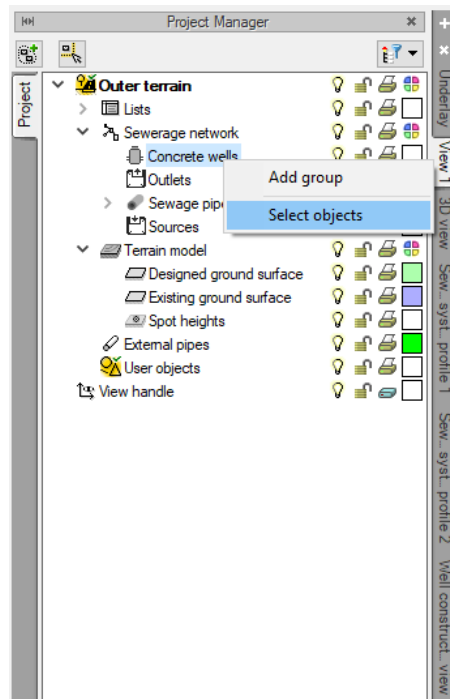 Project Manager
Project
Outer terrain
Lists
Sewerage network
Concrete wells
Outlets
Sewage pipe
Sources
Terrain model
Designed ground surface
Existing ground surface
Spot heights
External pipes
User objects
View handle
Add group
Select objects
Underlay
View 1
3D view
Sew... syst... profile 1
Sew... syst... profile 2
Well construct... view